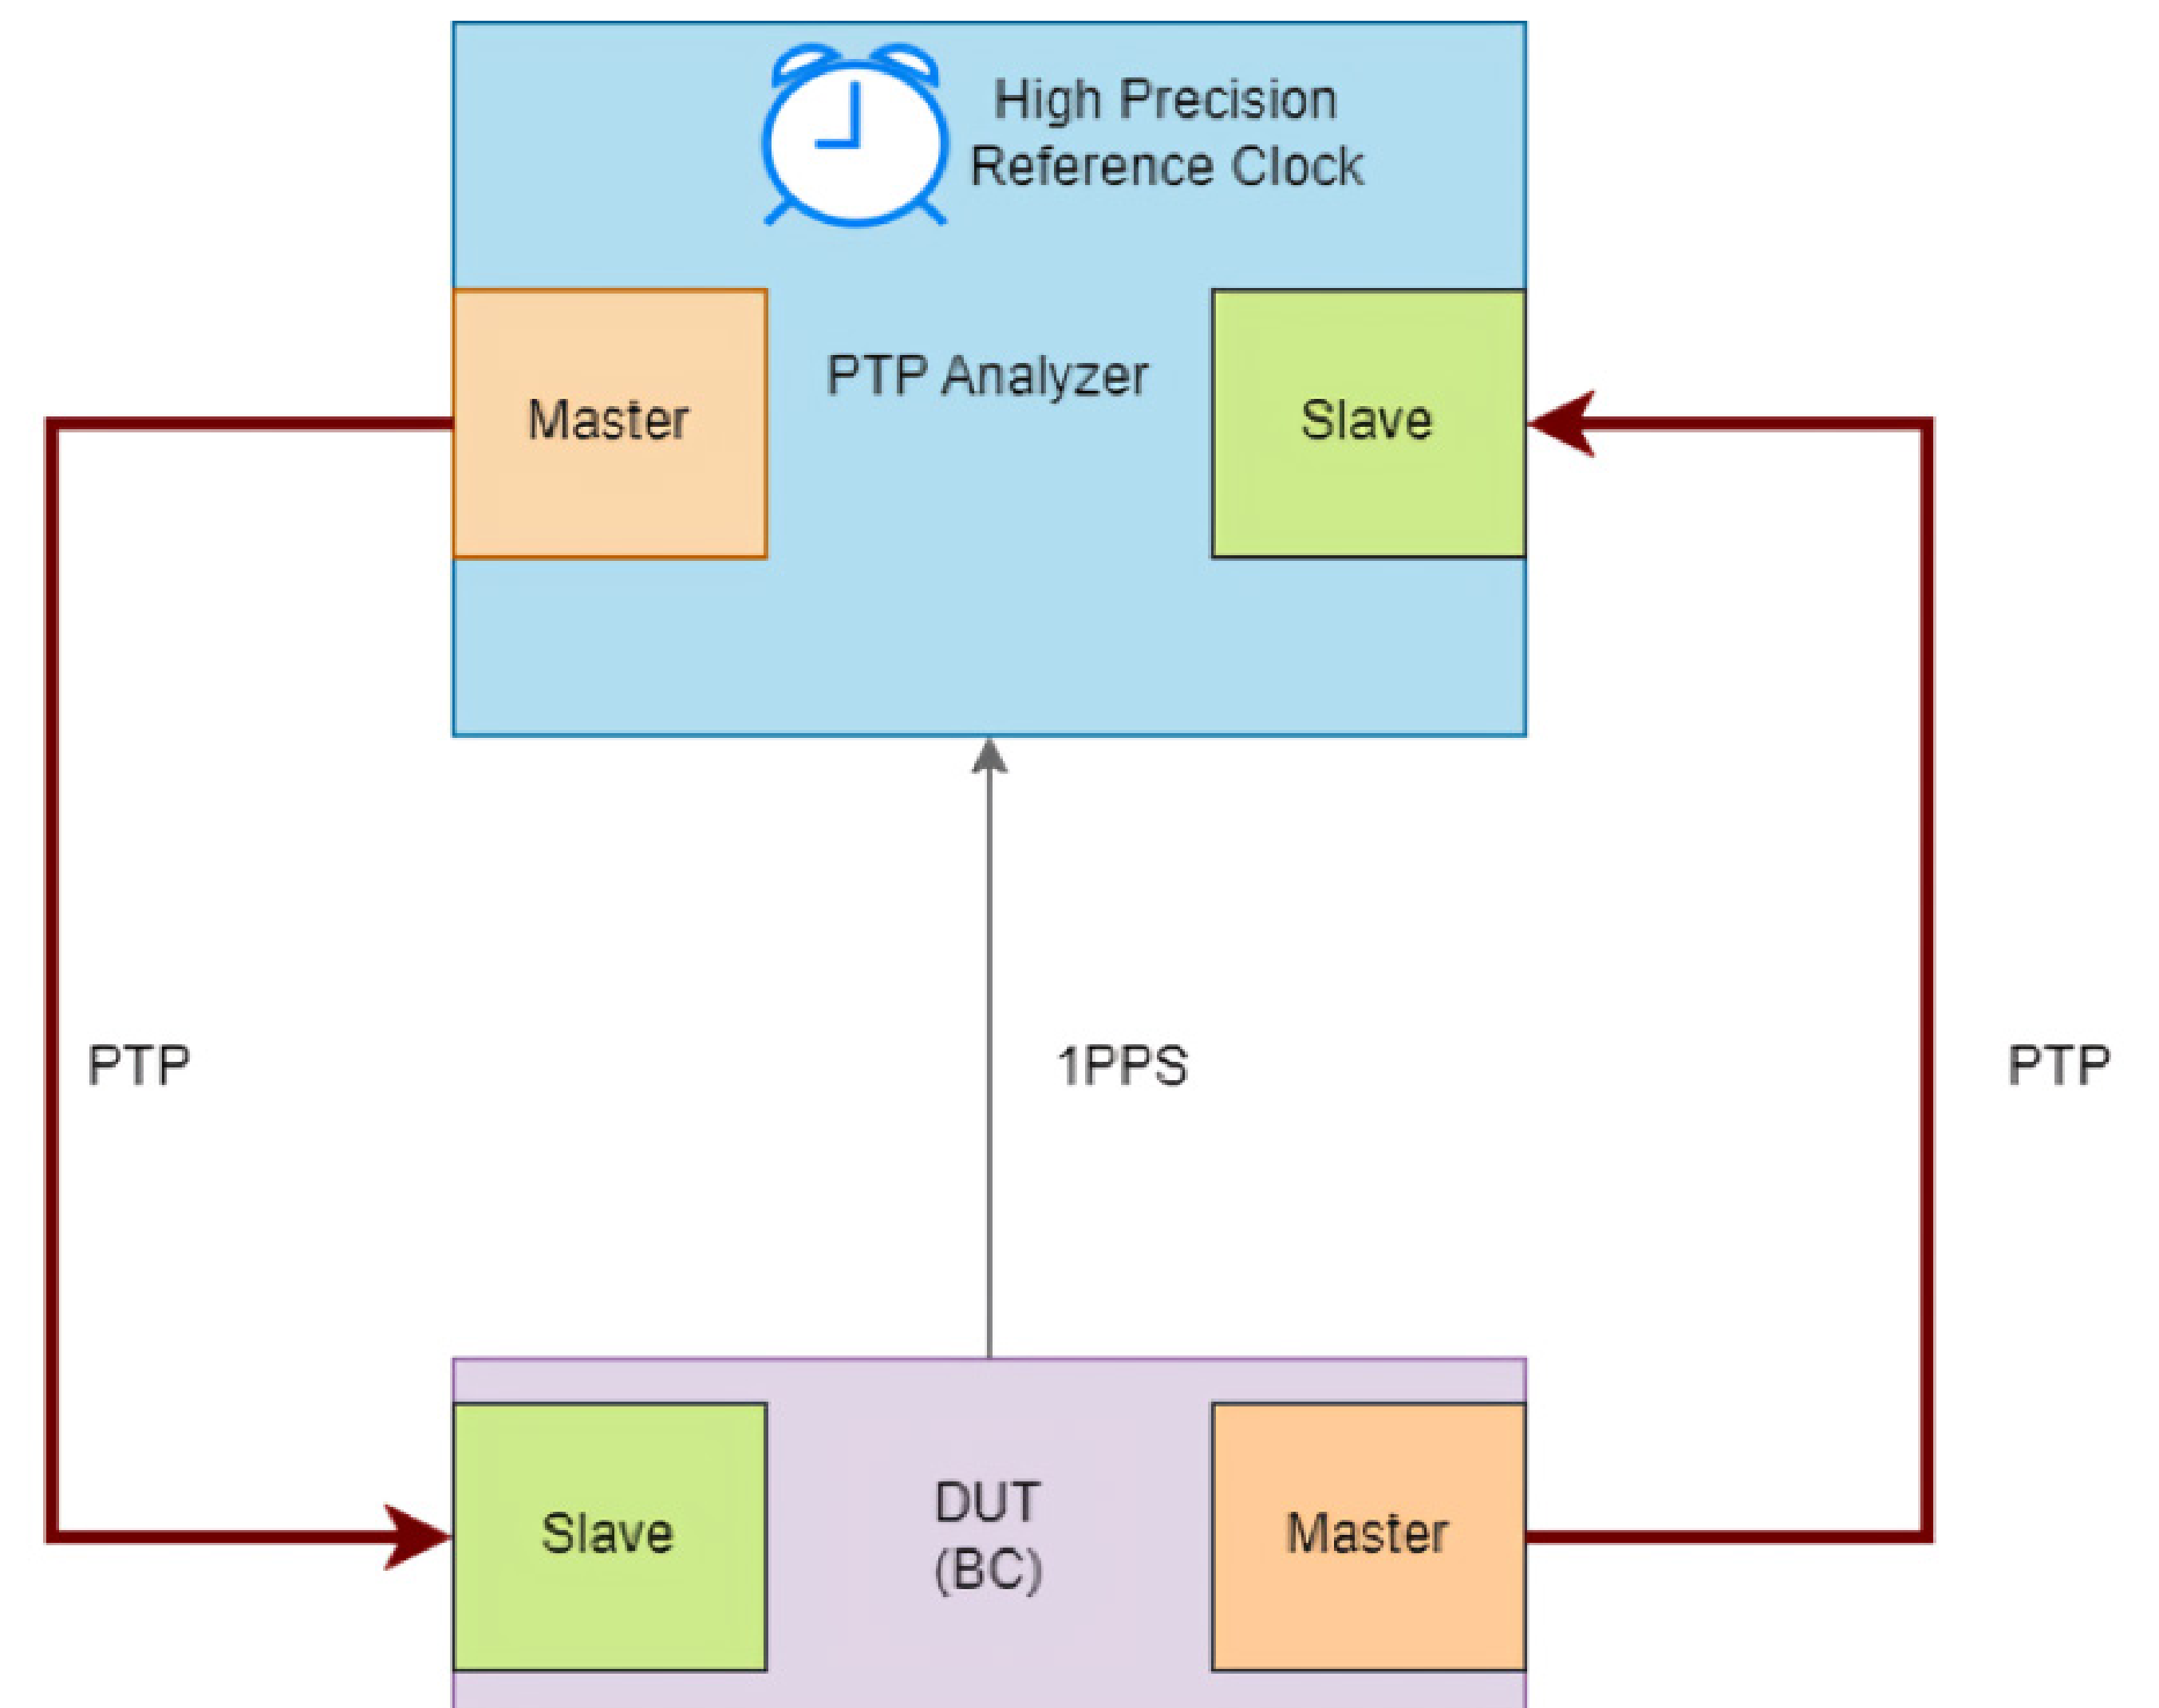 High Precision
Reference Clock
PTP Analyzer
Master
Slave
PTP
1PPS
PTP
Slave
DUT
(BC)
Master